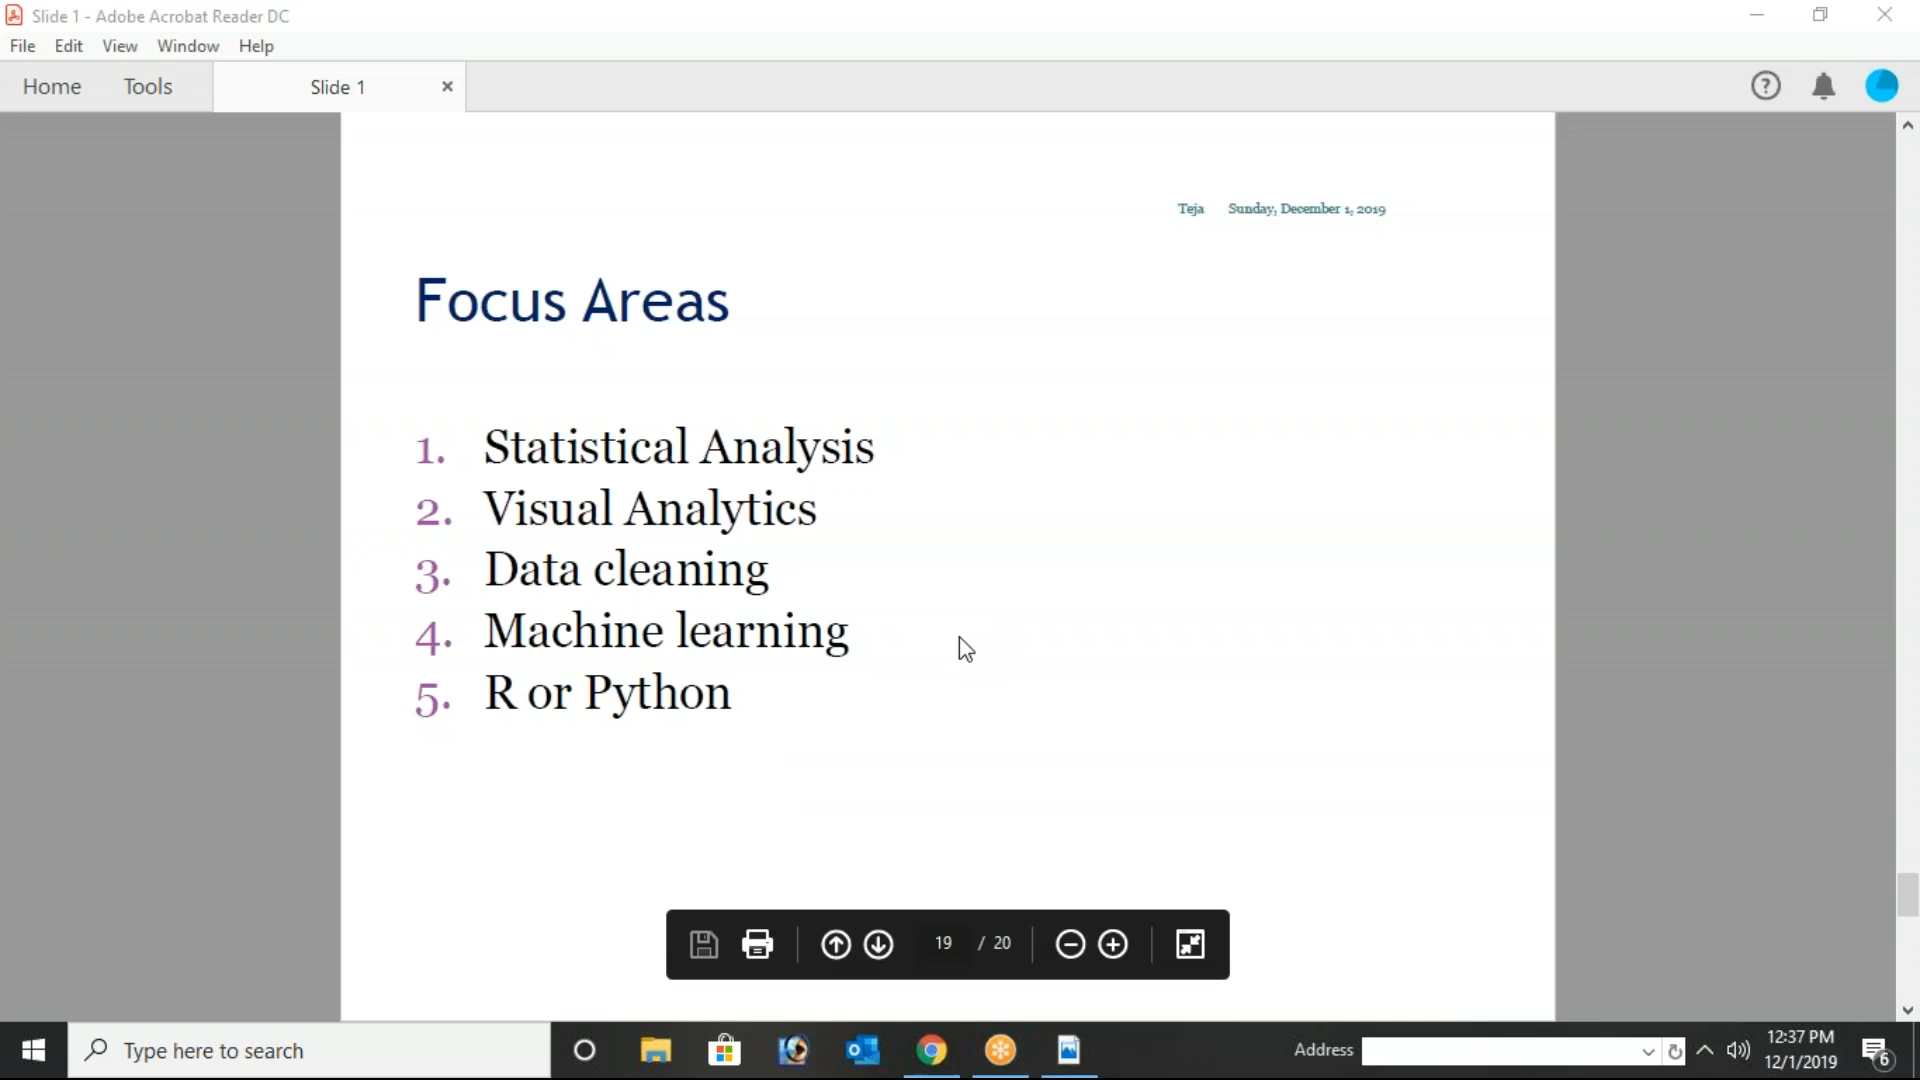 Slide 1 - Adobe Acrobat Reader DC
File Edit View Window Help
Home Tools Slide 1
Teja Sunday, December 1, 2019
Focus Areas
1. Statistical Analysis
2. Visual Analytics
3. Data cleaning
4. Machine learning
5. R or Python
19 / 20
Type here to search
Address
12:37 PM
12/1/2019
6